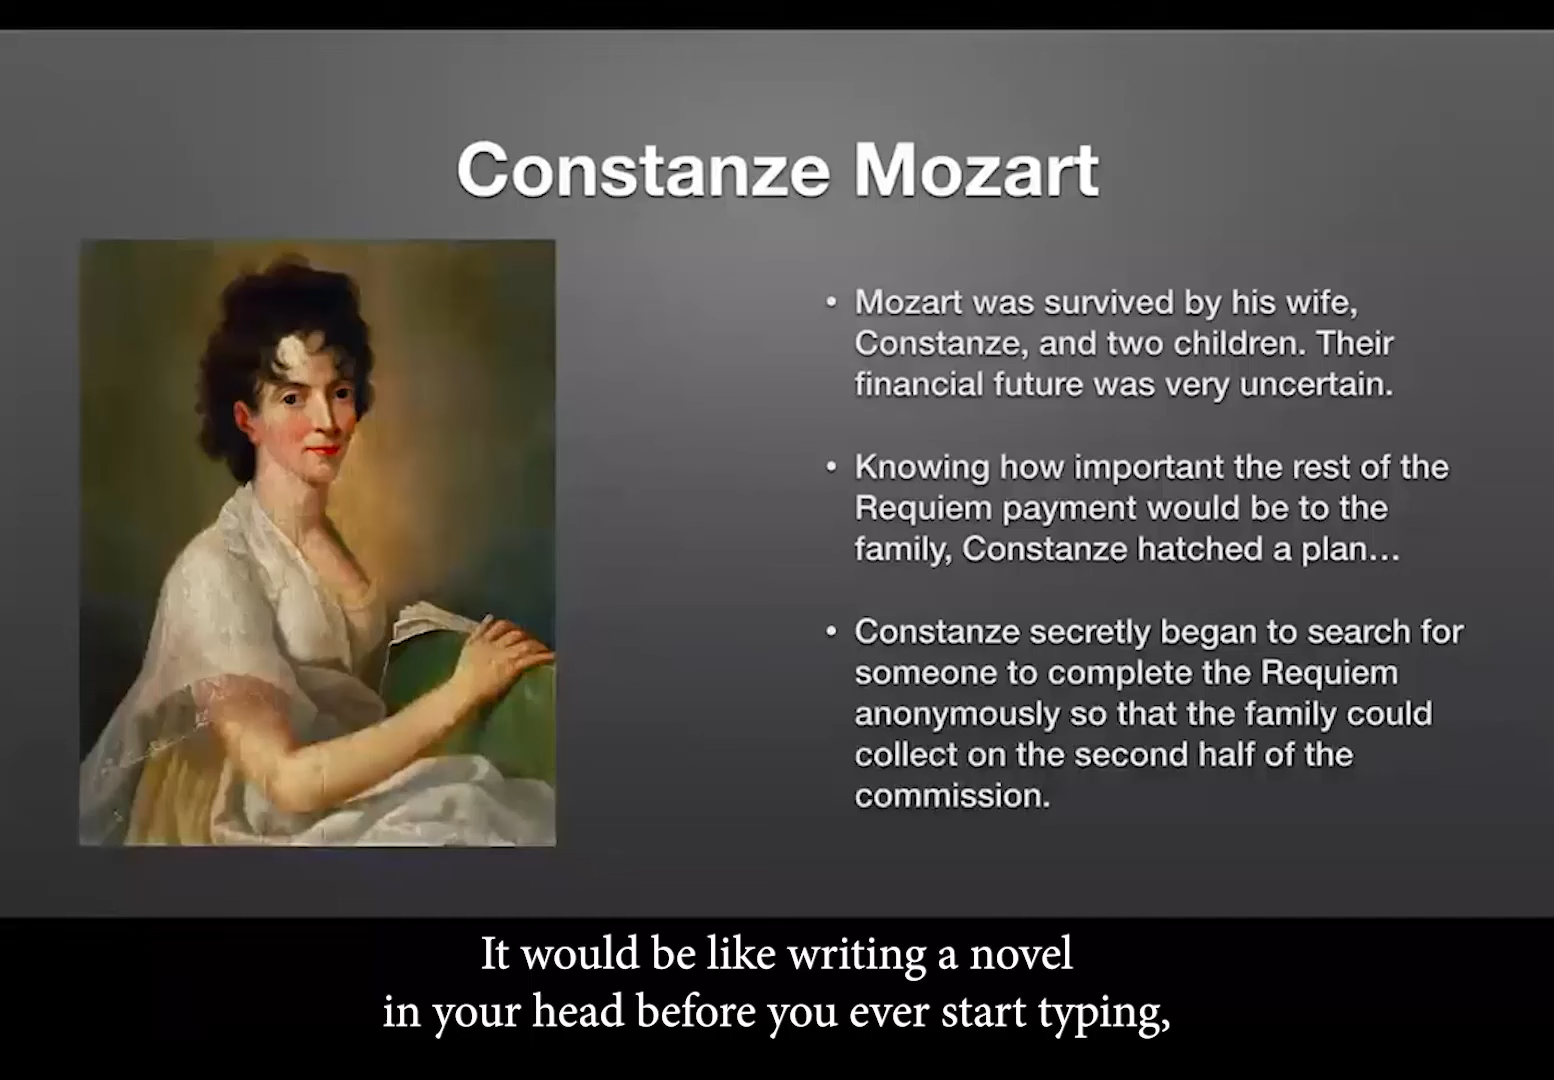 Constanze Mozart
• Mozart was survived by his wife,
Constanze, and two children. Their
financial future was very uncertain.
• Knowing how important the rest of the
Requiem payment would be to the
family, Constanze hatched a plan…
• Constanze secretly began to search for
someone to complete the Requiem
anonymously so that the family could
collect on the second half of the
commission.
It would be like writing a novel
in your head before you ever start typing,